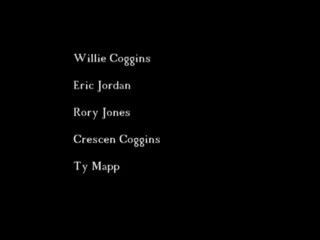 Willie Coggins
Eric Jordan
Rory Jones
Crescen Coggins
Ty Mapp